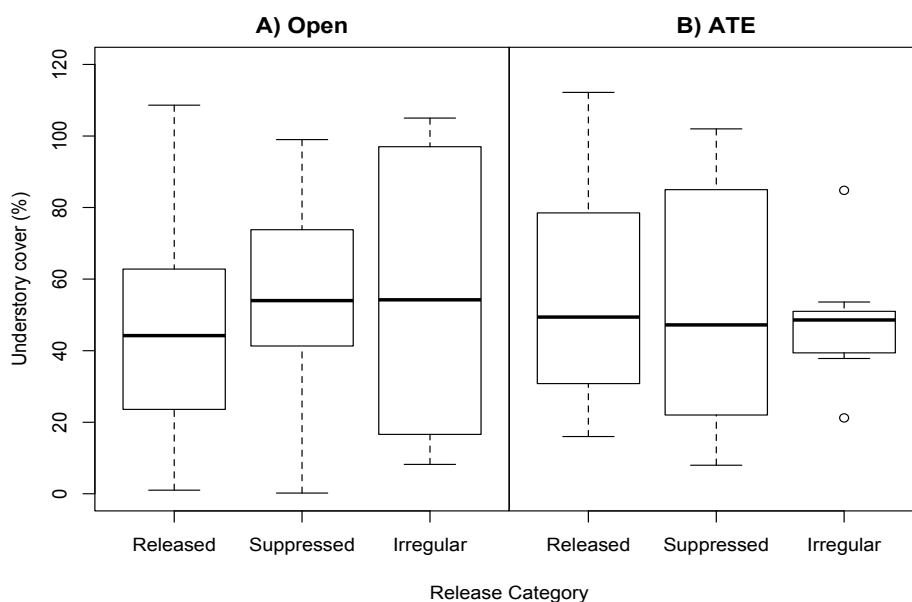 A) Open
B) ATE
Understory cover (%)
120
100
80
60
40
20
0
Released Suppressed Irregular Released Suppressed Irregular
Release Category